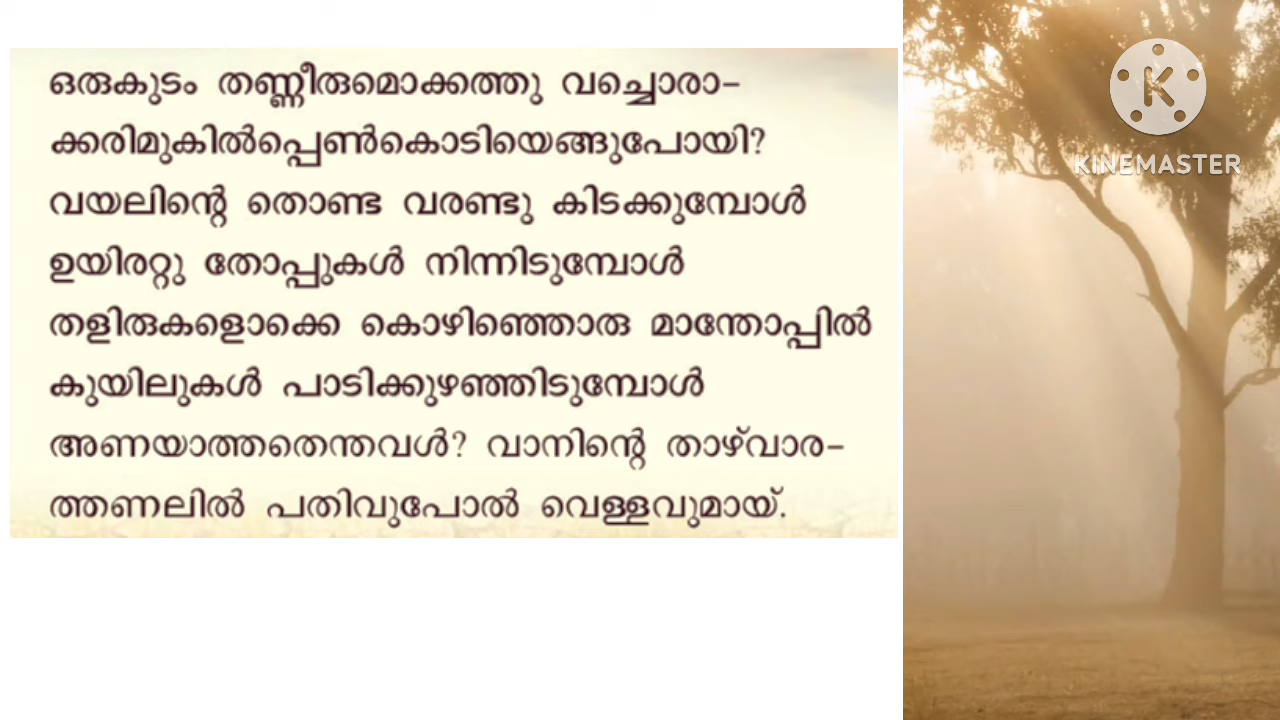 ഒരുകുടം തണ്ണീരുമൊക്കത്തു വച്ചൊരാ–
ക്കരിമുകിൽപ്പെൺകൊടിയെങ്ങുപോയി?
വയലിന്റെ തൊണ്ട വരണ്ടു കിടക്കുമ്പോൾ
ഉയിരറ്റു തോപ്പുകൾ നിന്നിടുമ്പോൾ
തളിരുകളൊക്കെ കൊഴിഞ്ഞൊരു മാന്തോപ്പിൽ
കുയിലുകൾ പാടിക്കുഴഞ്ഞിടുമ്പോൾ
അണയാത്തതെന്തവൾ? വാനിന്റെ താഴ്‌വാര–
ത്തണലിൽ പതിവുപോൽ വെള്ളവുമായ്.
KINEMASTER